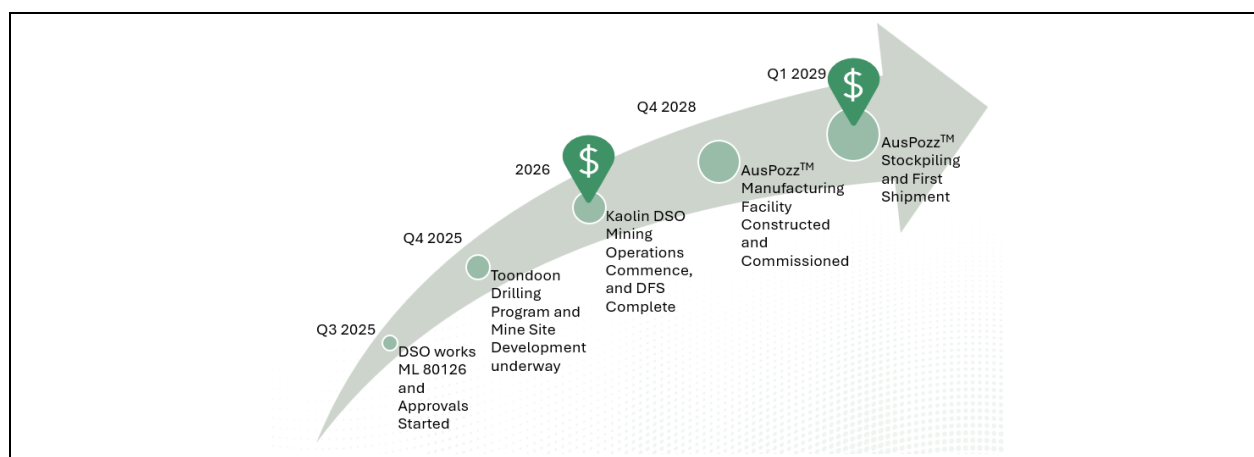 Q3 2025
DSO works
ML 80126
and
Approvals
Started
Q4 2025
Toondoon
Drilling
Program and
Mine Site
Development
underway
2026
$
Kaolin DSO
Mining
Operations
Commence,
and DFS
Complete
Q4 2028
AusPozz™
Manufacturing
Facility
Constructed
and
Commissioned
Q1 2029
$
AusPozz™
Stockpiling
and First
Shipment